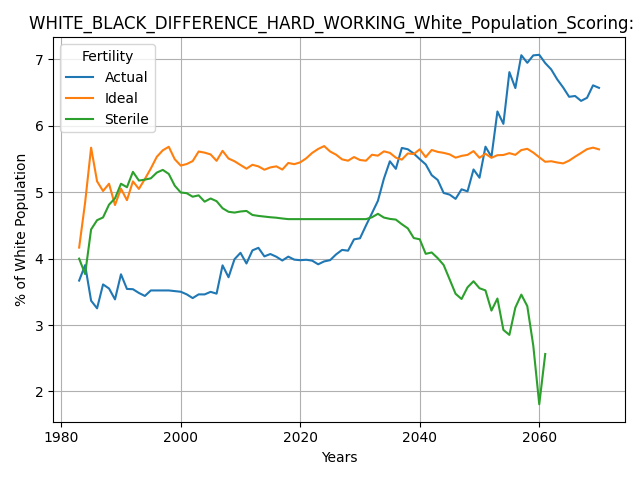 WHITE_BLACK_DIFFERENCE_HARD_WORKING_White_Population_Scoring:
Fertility
Actual
Ideal
Sterile
% of White Population
7
6
5
4
3
2
1980
2000
2020
2040
2060
Years